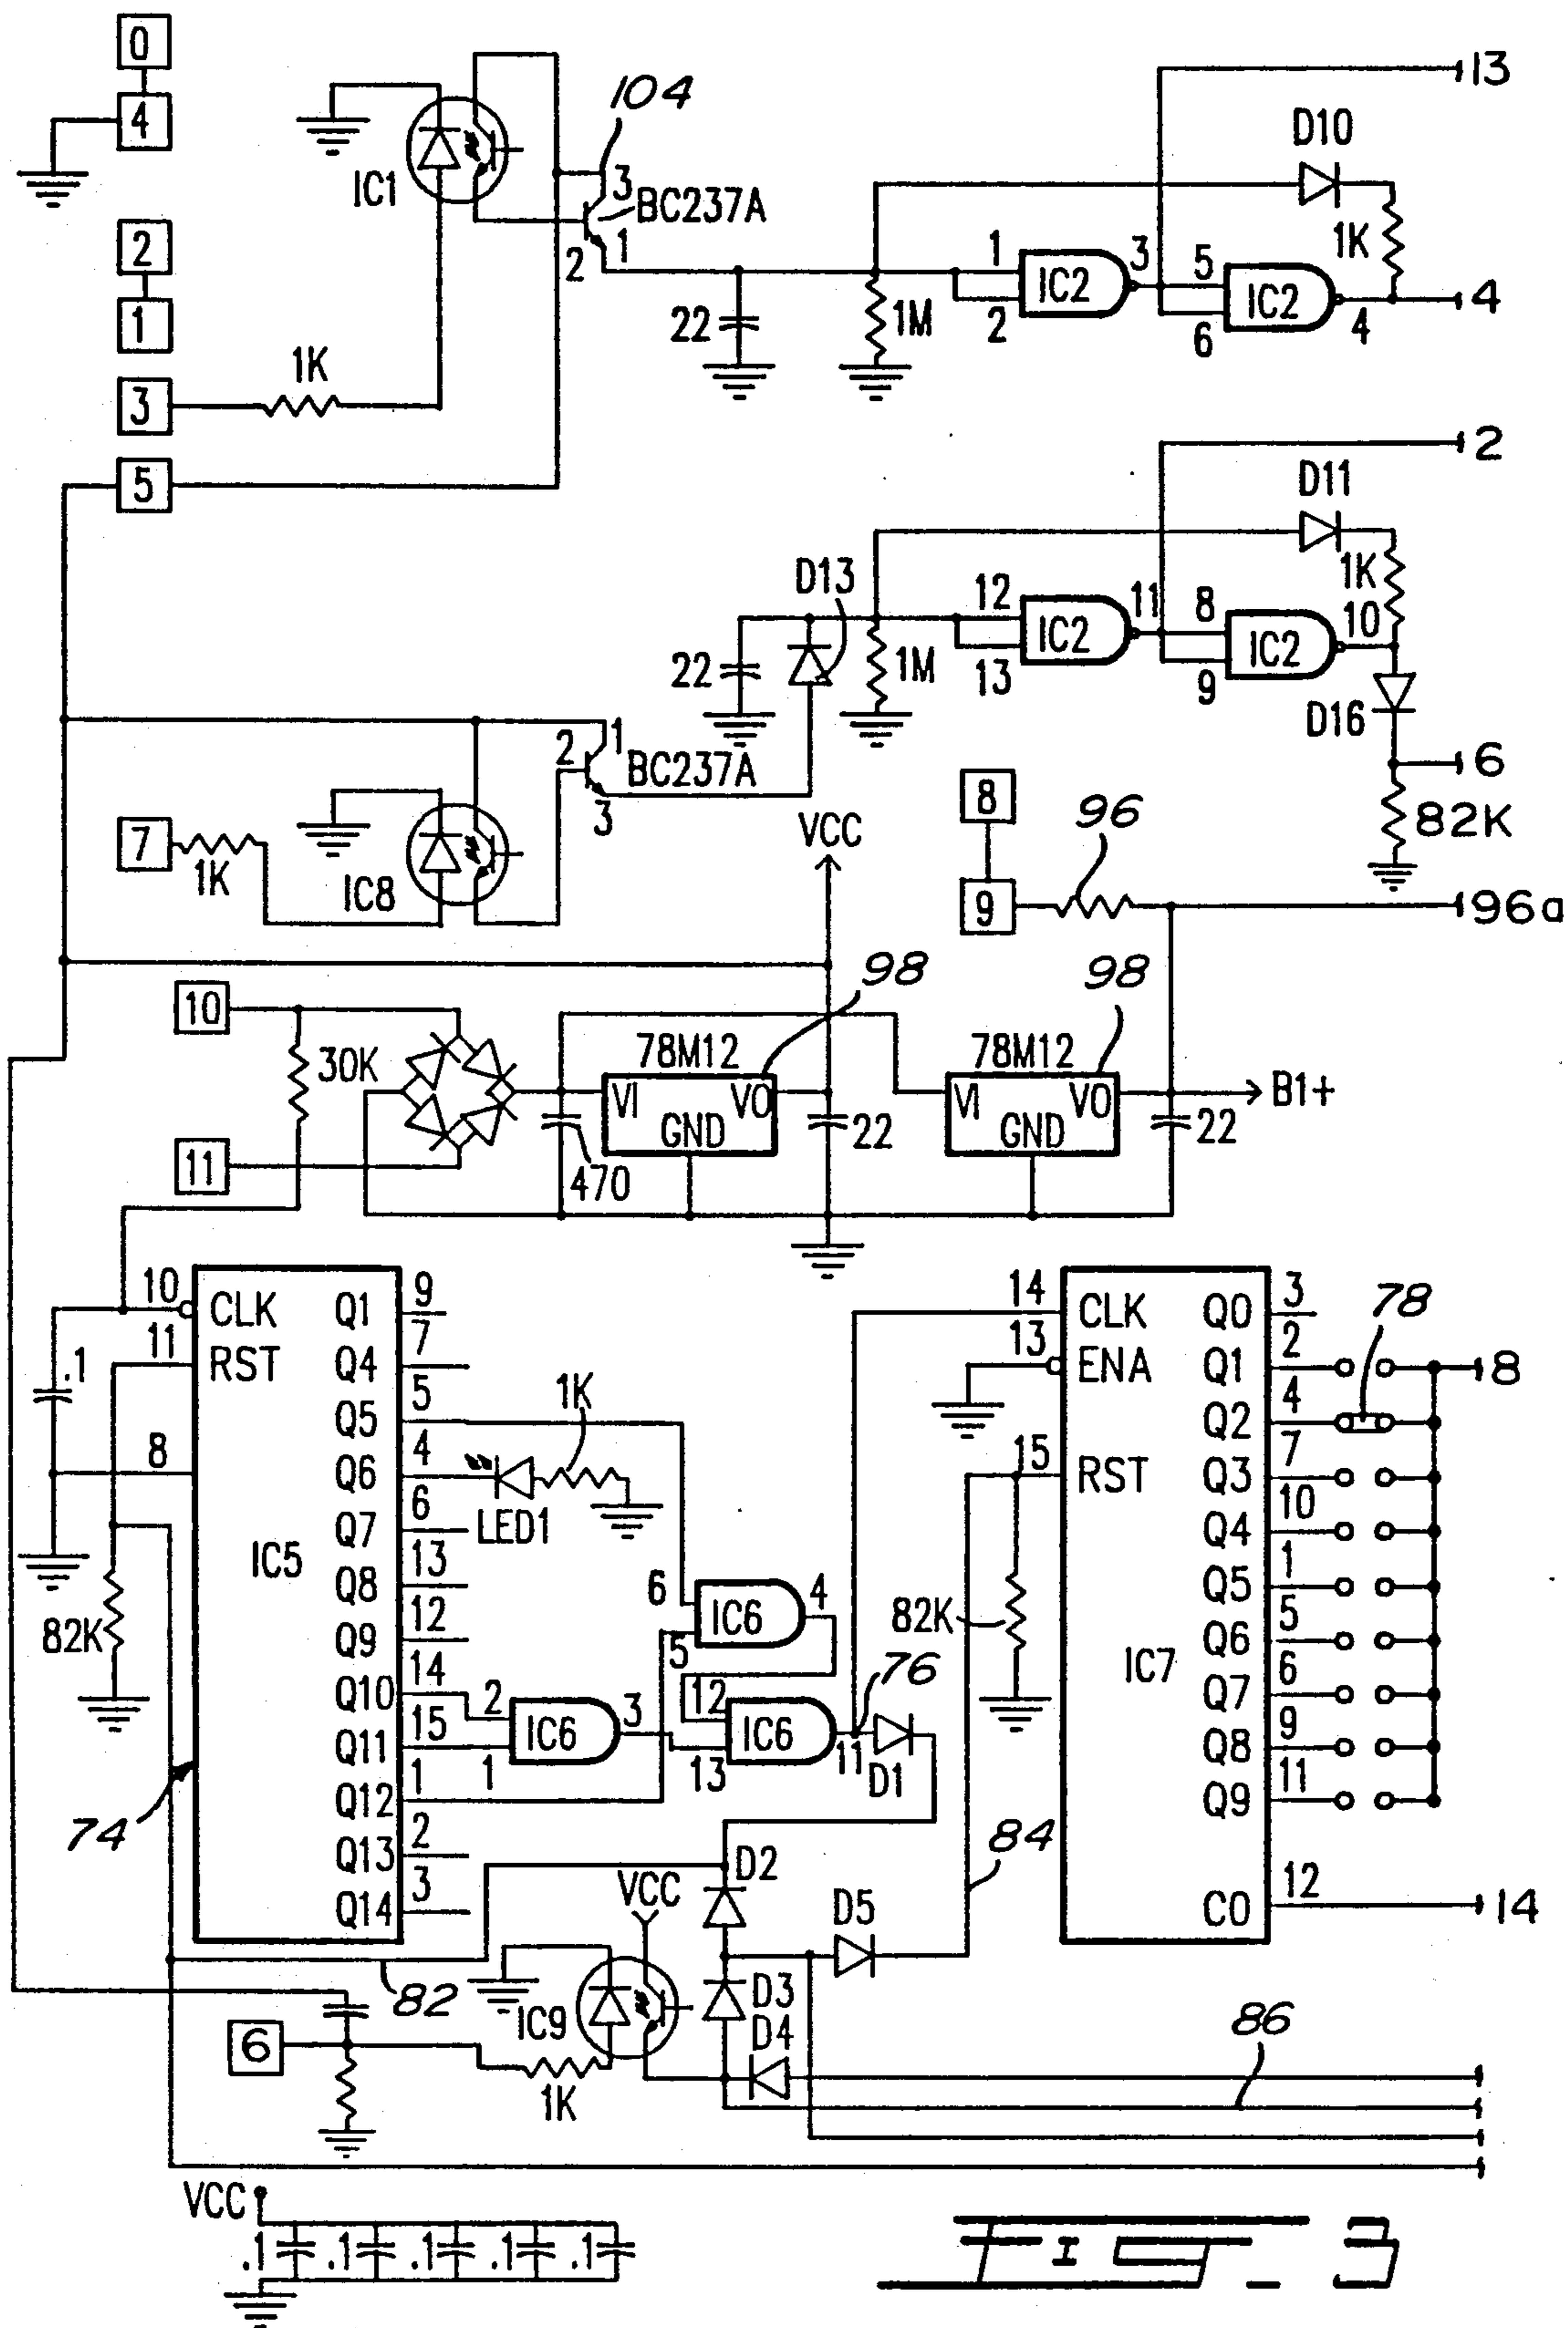 0
13
4
104
D10
IC1
3
BC237A
1K
2
2
1
1
IC2
3
5
IC2
4
1
22
1M
2
6
4
1K
3
2
5
D11
D13
12
11
8
1K
IC2
10
IC2
22
1M
13
9
D16
2
1
BC237A
6
8
96
3
VCC
82K
7
1K
IC8
9
96a
98
98
10
30K
78M12
78M12
VI
VO
VI
VO
B1+
GND
22
GND
22
11
470
10
CLK
Q1
9
14
CLK
Q0
3
78
11
RST
Q4
7
13
ENA
Q1
2
8
.1
Q5
5
1K
Q2
4
8
Q6
4
15
RST
Q3
7
LED1
Q7
6
Q4
10
IC5
Q8
13
6
IC6
4
Q5
1
82K
Q9
12
5
82K
Q6
5
Q10
14
2
12
76
IC7
Q7
6
IC6
3
IC6
Q11
15
1
13
11
D1
Q8
9
Q12
1
Q9
11
74
Q13
2
D2
84
VCC
Q14
3
D5
CO
12
14
82
IC9
D3
6
D4
86
1K
VCC
.1
.1
.1
.1
.1
FIG_3